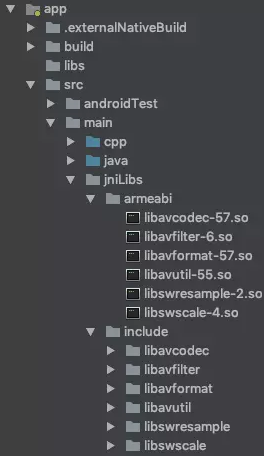 app
.externalNativeBuild
build
libs
src
androidTest
main
cpp
java
jniLibs
armeabi
libavcodec-57.so
libavfilter-6.so
libavformat-57.so
libavutil-55.so
libswresample-2.so
libswscale-4.so
include
libavcodec
libavfilter
libavformat
libavutil
libswresample
libswscale